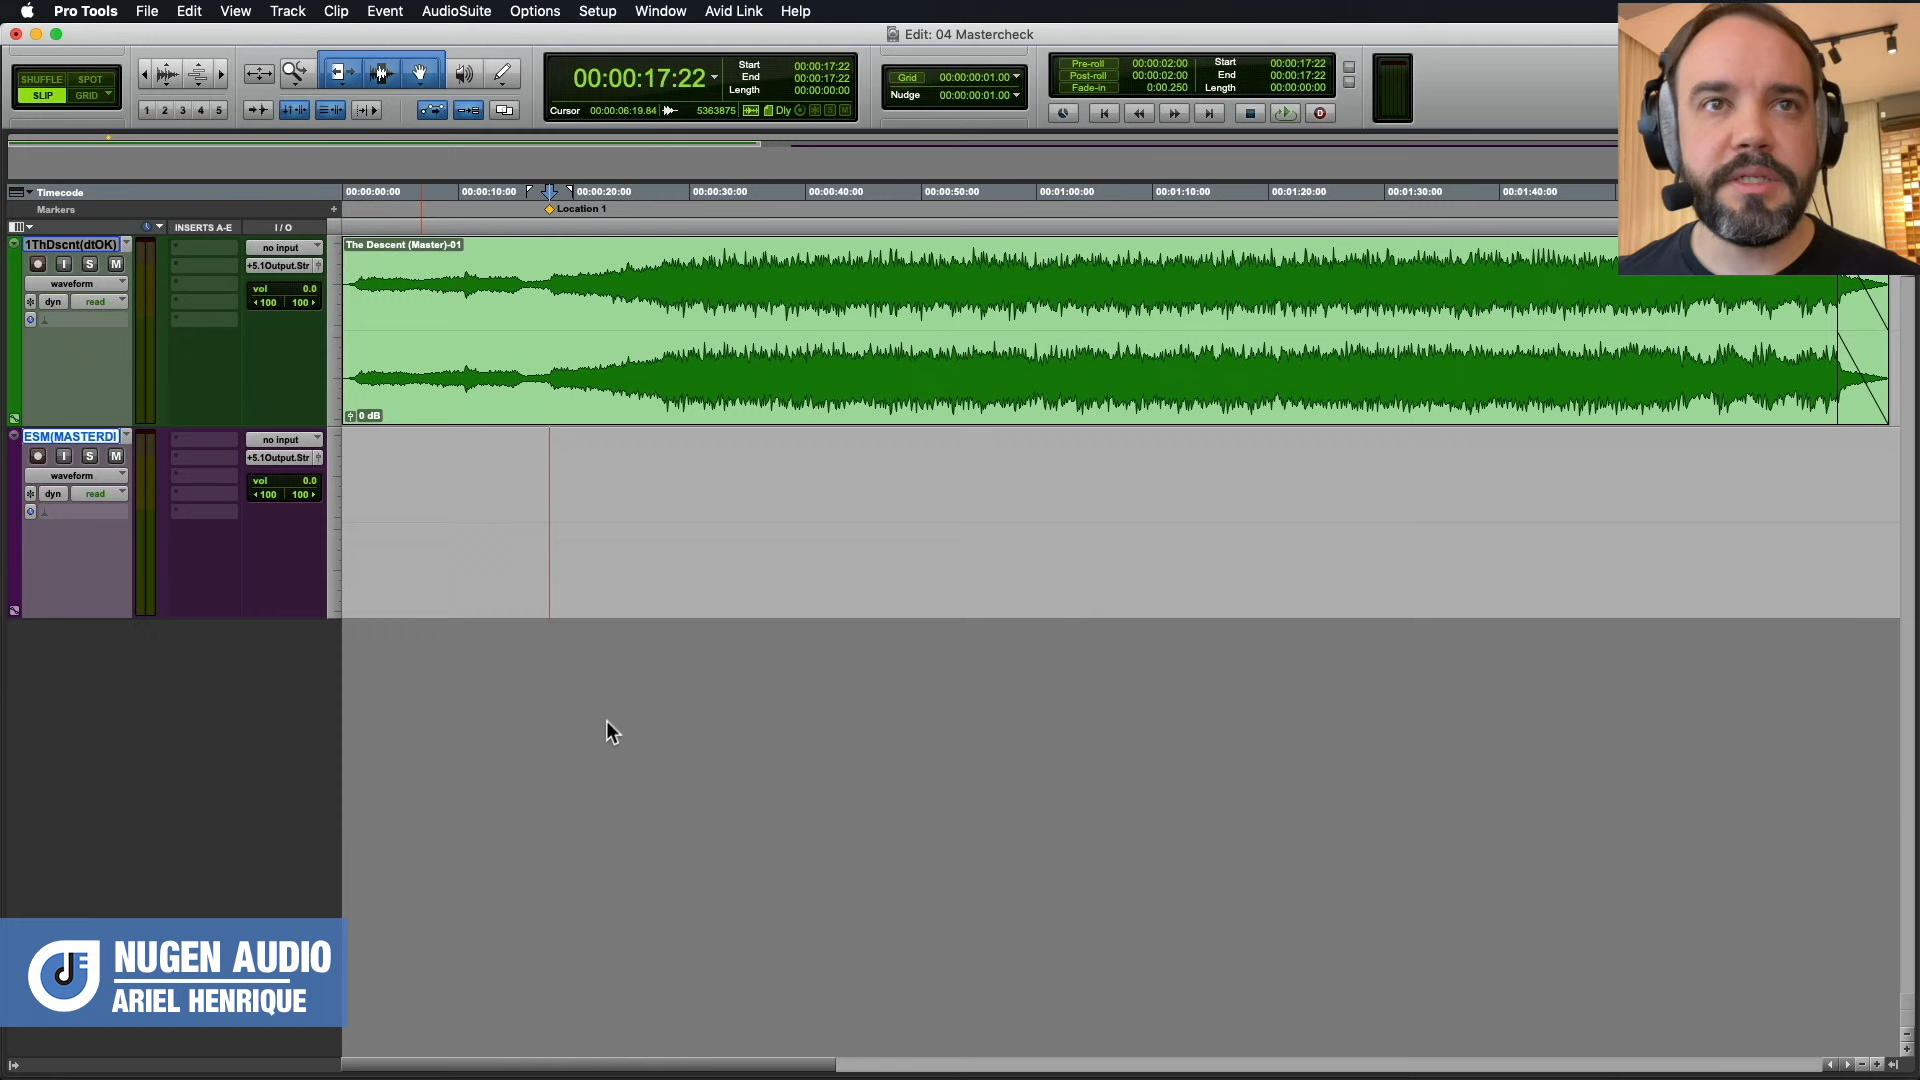 Pro Tools File Edit View Track Clip Event AudioSuite Options Setup Window Avid Link Help
Edit: 04 Mastercheck
SHUFFLE SPOT
SLIP GRID
1 2 3 4 5
00:00:17:22
Start 00:00:17:22
End 00:00:17:22
Length 00:00:00:00
Cursor 00:00:06:19.84 5363875 Dly S M
Grid 00:00:00:01.00
Nudge 00:00:00:01.00
Pre-roll 00:00:02:00
Post-roll 00:00:02:00
Fade-in 0:00.250
Start 00:00:17:22
End 00:00:17:22
Length 00:00:00:00
Timecode 00:00:00:00 00:00:10:00 00:00:20:00 00:00:30:00 00:00:40:00 00:00:50:00 00:01:00:00 00:01:10:00 00:01:20:00 00:01:30:00 00:01:40:00
Markers Location 1
INSERTS A-E I / O
1ThDscnt(dtOK) no input
I S M +5.1Output.Str
waveform vol 0.0
dyn read 100 100
The Descent (Master)-01
0 dB
ESM(MASTERDI no input
I S M +5.1Output.Str
waveform vol 0.0
dyn read 100 100
NUGEN AUDIO
ARIEL HENRIQUE